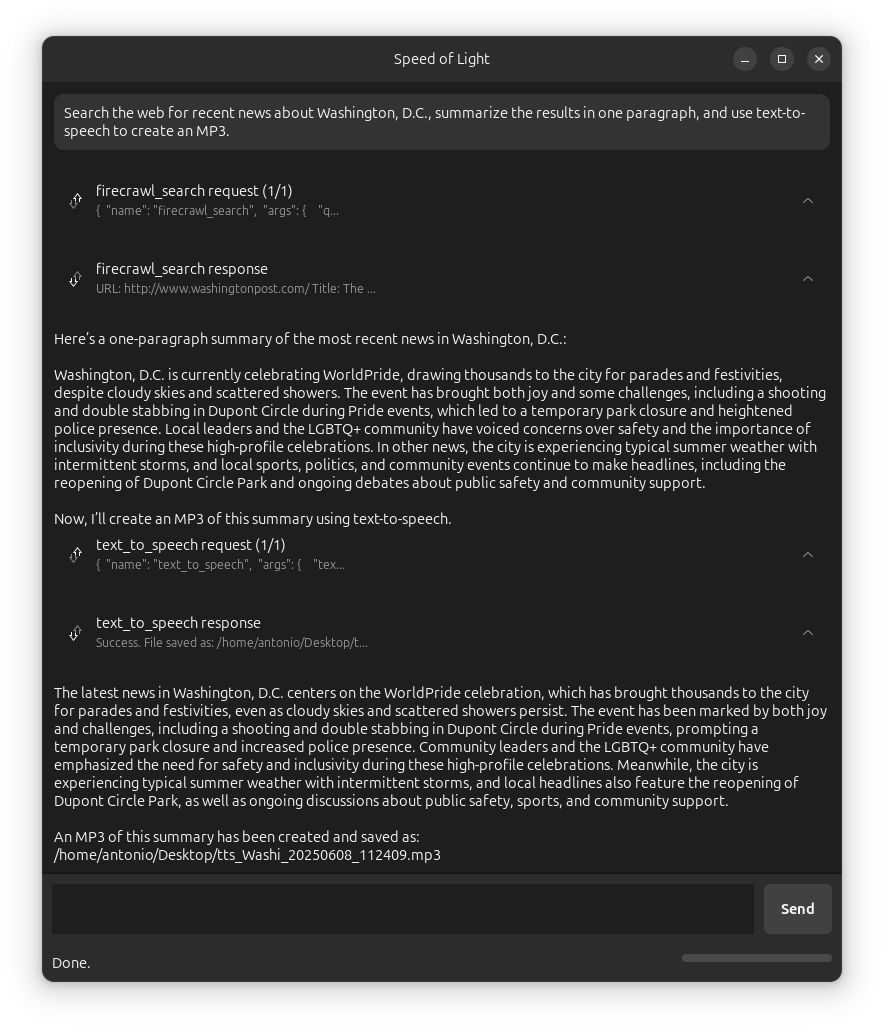 Speed of Light
Search the web for recent news about Washington, D.C., summarize the results in one paragraph, and use text-to-
speech to create an MP3.
firecrawl_search request (1/1)
{ "name": "firecrawl_search", "args": { "q...
firecrawl_search response
URL: http://www.washingtonpost.com/ Title: The ...
Here’s a one-paragraph summary of the most recent news in Washington, D.C.:
Washington, D.C. is currently celebrating WorldPride, drawing thousands to the city for parades and festivities,
despite cloudy skies and scattered showers. The event has brought both joy and some challenges, including a shooting
and double stabbing in Dupont Circle during Pride events, which led to a temporary park closure and heightened
police presence. Local leaders and the LGBTQ+ community have voiced concerns over safety and the importance of
inclusivity during these high-profile celebrations. In other news, the city is experiencing typical summer weather with
intermittent storms, and local sports, politics, and community events continue to make headlines, including the
reopening of Dupont Circle Park and ongoing debates about public safety and community support.
Now, I’ll create an MP3 of this summary using text-to-speech.
text_to_speech request (1/1)
{ "name": "text_to_speech", "args": { "tex...
text_to_speech response
Success. File saved as: /home/antonio/Desktop/t...
The latest news in Washington, D.C. centers on the WorldPride celebration, which has brought thousands to the city
for parades and festivities, even as cloudy skies and scattered showers persist. The event has been marked by both joy
and challenges, including a shooting and double stabbing in Dupont Circle during Pride events, prompting a
temporary park closure and increased police presence. Community leaders and the LGBTQ+ community have
emphasized the need for safety and inclusivity during these high-profile celebrations. Meanwhile, the city is
experiencing typical summer weather with intermittent storms, and local headlines also feature the reopening of
Dupont Circle Park, as well as ongoing discussions about public safety, sports, and community support.
An MP3 of this summary has been created and saved as:
/home/antonio/Desktop/tts_Washi_20250608_112409.mp3
Send
Done.